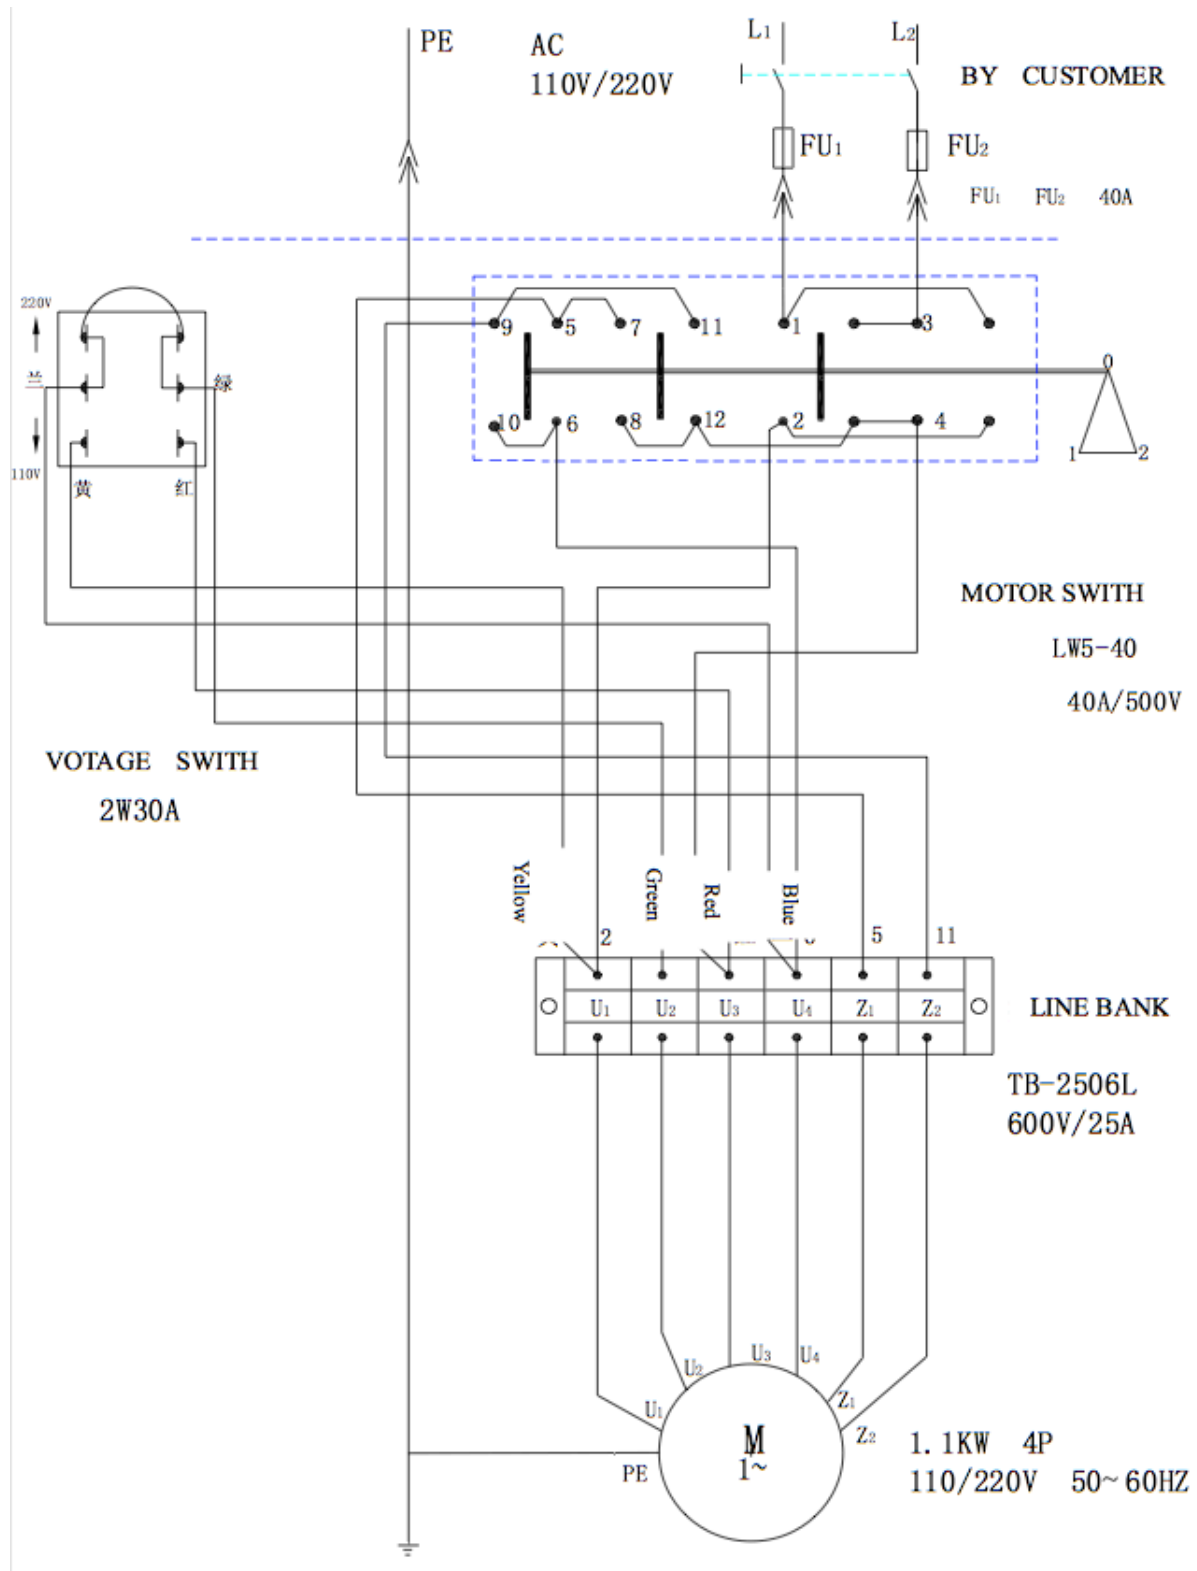 PE
AC
110V/220V
L1
L2
BY CUSTOMER
FU1
FU2
FU1 FU2 40A
220V
兰
绿
110V
黄
红
9
5
7
11
1
3
10
6
8
12
2
4
0
1
2
MOTOR SWITH
LW5-40
40A/500V
VOTAGE SWITH
2W30A
Yellow
Green
Red
Blue
2
5
11
U1
U2
U3
U4
Z1
Z2
LINE BANK
TB-2506L
600V/25A
U1
U2
U3
U4
Z1
Z2
PE
M
1~
1.1KW 4P
110/220V 50~60HZ